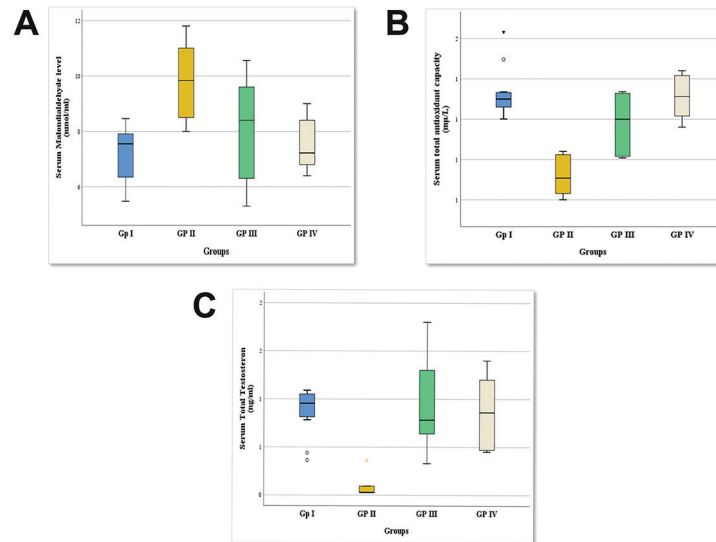 A
Serum Malondialdehyde level
(nmol/ml)
12
10
8
6
Gp I GP II GP III GP IV
Groups
B
Serum total antioxidant capacity
(mµ/L)
2
1
1
1
1
Gp I GP II GP III GP IV
Groups
C
Serum Total Testosteron
(ng/ml)
2
2
1
1
0
Gp I GP II GP III GP IV
Groups